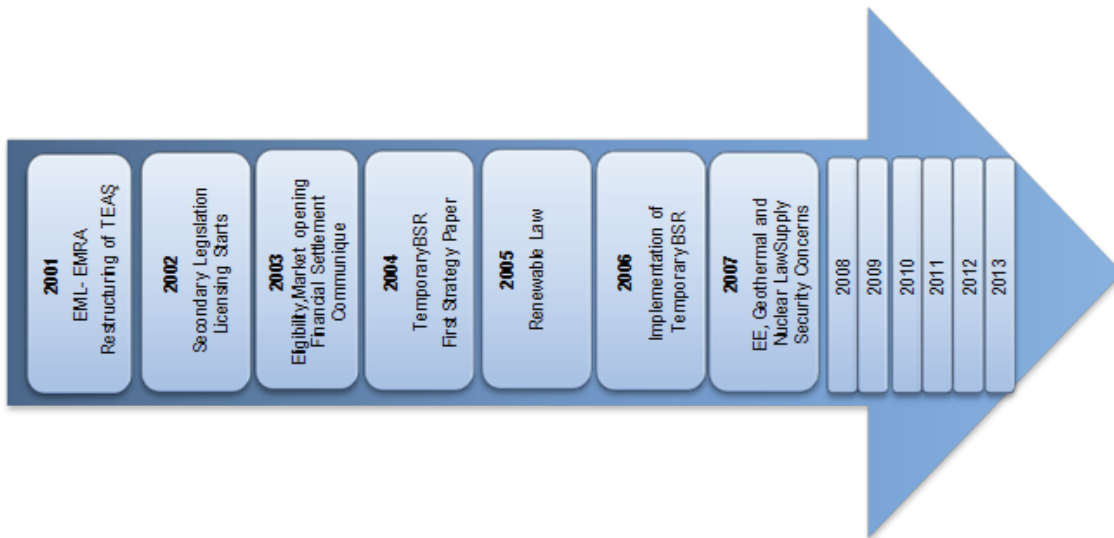 2001
EML- EMRA
Restructuring of TEAŞ
2002
Secondary Legislation
Licensing Starts
2003
Eligibility,Market opening
Financial Settlement
Communique
2004
TemporaryBSR
First Strategy Paper
2005
Renewable Law
2006
Implementation of
TemporaryBSR
2007
EE, Geothermal and
Nuclear LawSupply
Security Concerns
2008
2009
2010
2011
2012
2013